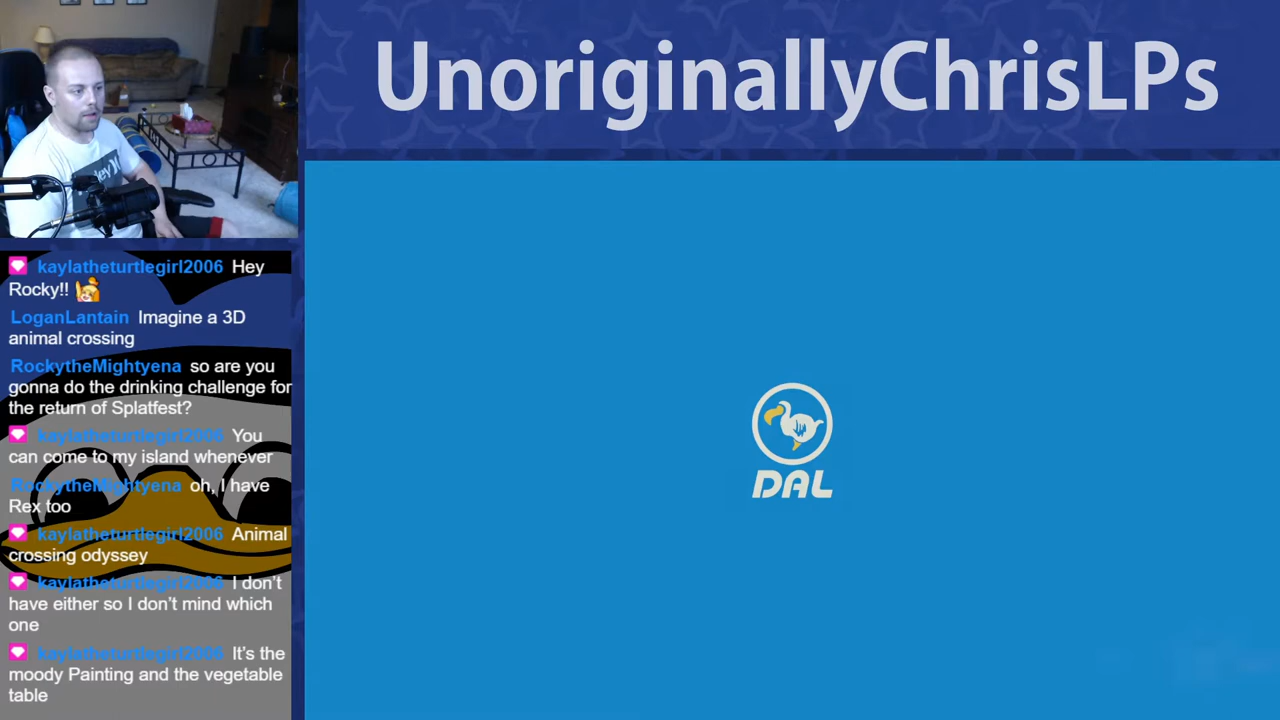 UnoriginallyChrisLPs
kaylatheturtlegirl2006 Hey
Rocky!!
LoganLantain Imagine a 3D
animal crossing
RockytheMightyena so are you
gonna do the drinking challenge for
the return of Splatfest?
kaylatheturtlegirl2006 You
can come to my island whenever
RockytheMightyena oh, I have
Rex too
kaylatheturtlegirl2006 Animal
crossing odyssey
kaylatheturtlegirl2006 I don't
have either so I don't mind which
one
kaylatheturtlegirl2006 It's the
moody Painting and the vegetable
table
DAL